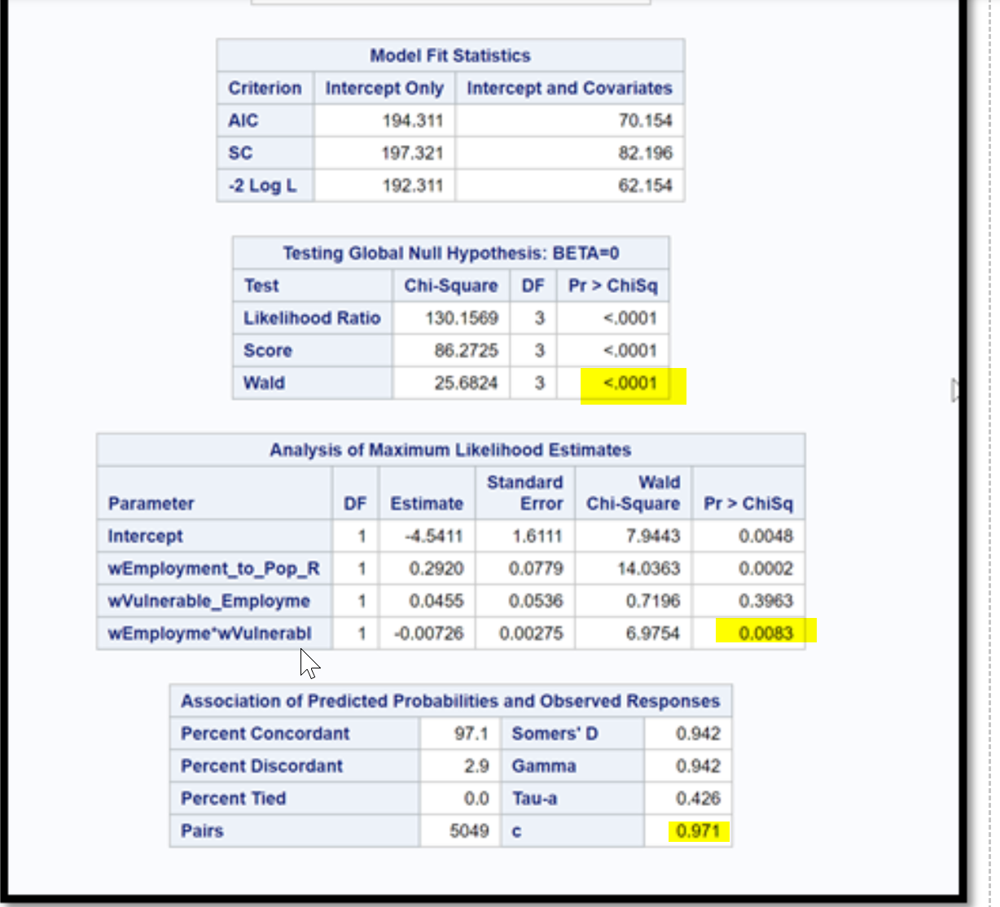 Model Fit Statistics
Criterion Intercept Only Intercept and Covariates
AIC 194.311 70.154
SC 197.321 82.196
-2 Log L 192.311 62.154
Testing Global Null Hypothesis: BETA=0
Test Chi-Square DF Pr > ChiSq
Likelihood Ratio 130.1569 3 <.0001
Score 86.2725 3 <.0001
Wald 25.6824 3 <.0001
Analysis of Maximum Likelihood Estimates
Parameter DF Estimate Standard Error Wald Chi-Square Pr > ChiSq
Intercept 1 -4.5411 1.6111 7.9443 0.0048
wEmployment_to_Pop_R 1 0.2920 0.0779 14.0363 0.0002
wVulnerable_Employme 1 0.0455 0.0536 0.7196 0.3963
wEmployme*wVulnerabl 1 -0.00726 0.00275 6.9754 0.0083
Association of Predicted Probabilities and Observed Responses
Percent Concordant 97.1 Somers' D 0.942
Percent Discordant 2.9 Gamma 0.942
Percent Tied 0.0 Tau-a 0.426
Pairs 5049 c 0.971